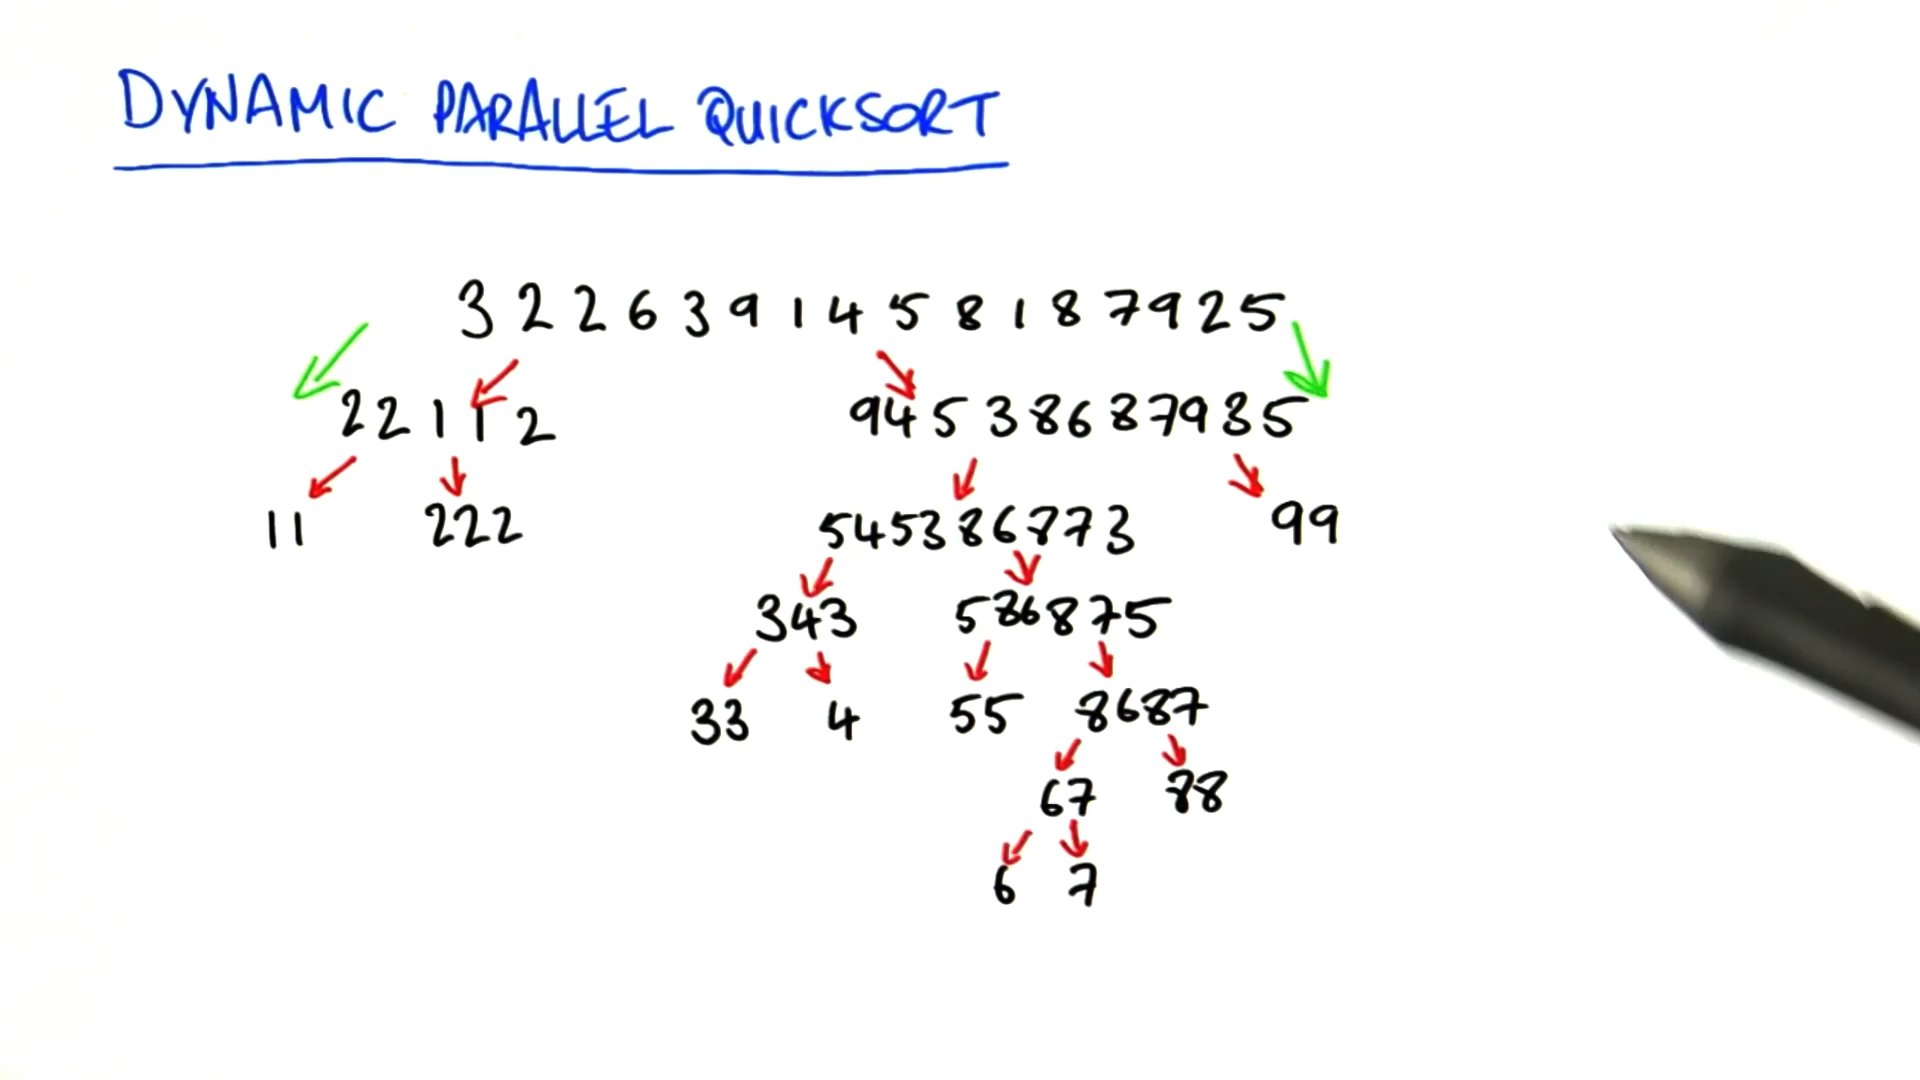 DYNAMIC PARALLEL QUICKSORT
3 2 2 6 3 9 1 4 5 8 1 8 7 9 2 5
2 2 1 1 2 9 4 5 3 8 6 8 7 9 3 5
1 1 2 2 2 5 4 5 3 8 6 8 7 7 3 9 9
3 4 3 5 8 6 8 7 5
3 3 4 5 5 8 6 8 7
6 7 8 8
6 7